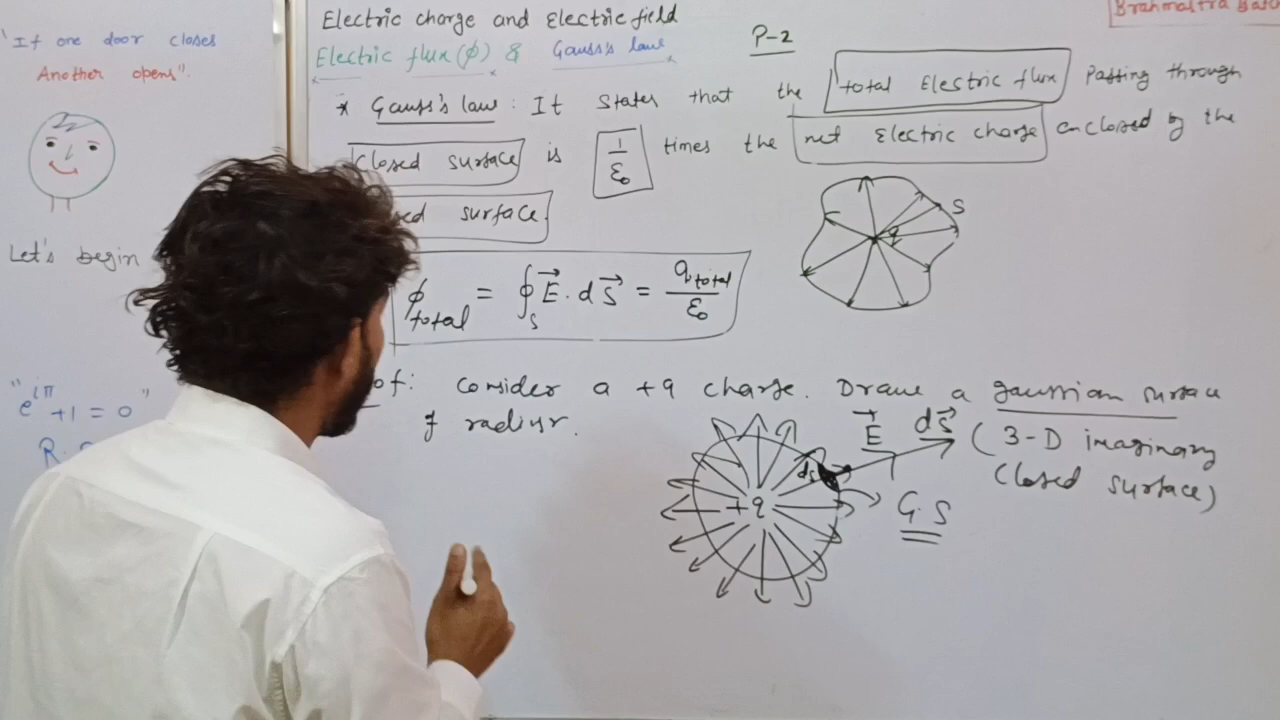 "If one door closes
Another opens".
Let's begin
"e^iπ + 1 = 0"
Electric charge and Electric field
Electric flux (ϕ) & Gauss's law
P-2
* Gauss's law : It states that the total Electric flux passing through
closed surface is 1/ε₀ times the net Electric charge enclosed by the
surface.
S
q
ϕ_total = ∮_S E⃗ . dS⃗ = q_total/ε₀
of: Consider a +q charge. Draw a gaussian surface
of radius r.
(3-D imaginary
closed surface)
E⃗ dS⃗
ds
+q
G.S